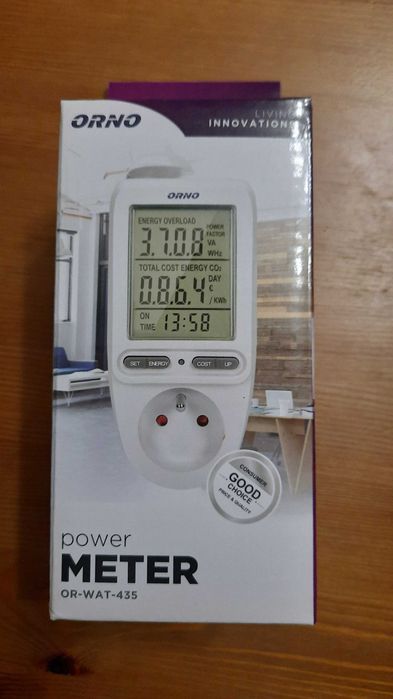 ORNO
LIVING
INNOVATIONS
ORNO
ENERGY OVERLOAD
3.7.0.8 POWER FACTOR VA WHz
TOTAL COST ENERGY CO₂
0.8.6.4 DAY € / KWh
ON TIME 13:58
SET ENERGY COST UP
CONSUMER
GOOD
CHOICE
PRICE & QUALITY
power
METER
OR-WAT-435